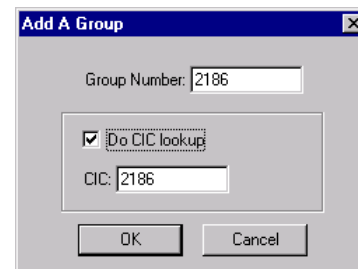 Add A Group
Group Number: 2186
Do CIC lookup
CIC: 2186
OK Cancel